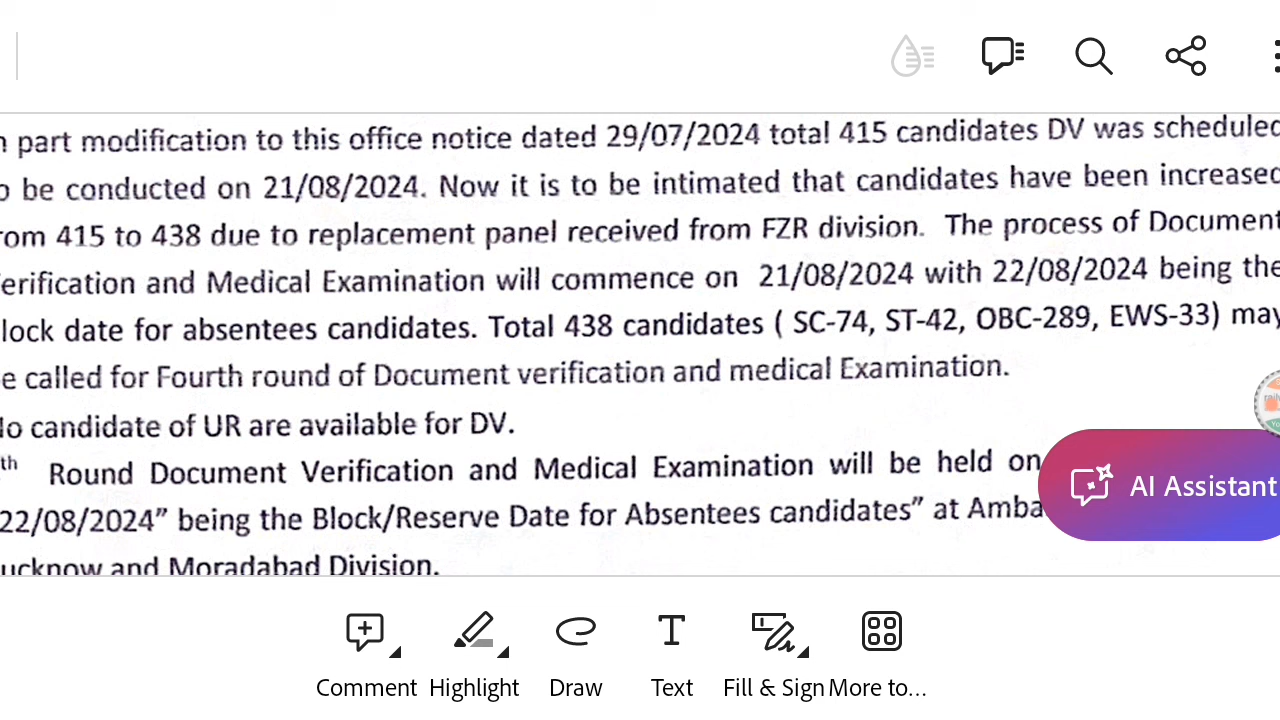 part modification to this office notice dated 29/07/2024 total 415 candidates DV was scheduled
be conducted on 21/08/2024. Now it is to be intimated that candidates have been increased
rom 415 to 438 due to replacement panel received from FZR division. The process of Document
erification and Medical Examination will commence on 21/08/2024 with 22/08/2024 being the
lock date for absentees candidates. Total 438 candidates ( SC-74, ST-42, OBC-289, EWS-33) may
e called for Fourth round of Document verification and medical Examination.
lo candidate of UR are available for DV.
th Round Document Verification and Medical Examination will be held on
22/08/2024” being the Block/Reserve Date for Absentees candidates” at Amba
ucknow and Moradabad Division.
AI Assistant
Comment Highlight Draw Text Fill & Sign More to...